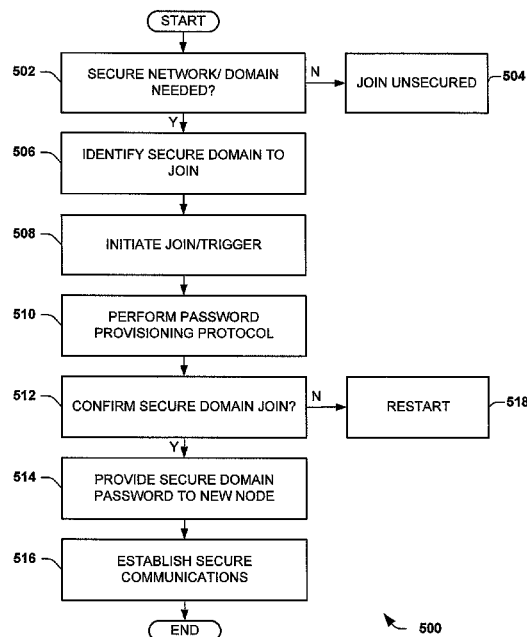 START
502
SECURE NETWORK/ DOMAIN
NEEDED?
N
JOIN UNSECURED
504
Y
506
IDENTIFY SECURE DOMAIN TO
JOIN
508
INITIATE JOIN/TRIGGER
510
PERFORM PASSWORD
PROVISIONING PROTOCOL
512
CONFIRM SECURE DOMAIN JOIN?
N
RESTART
518
Y
514
PROVIDE SECURE DOMAIN
PASSWORD TO NEW NODE
516
ESTABLISH SECURE
COMMUNICATIONS
END
500